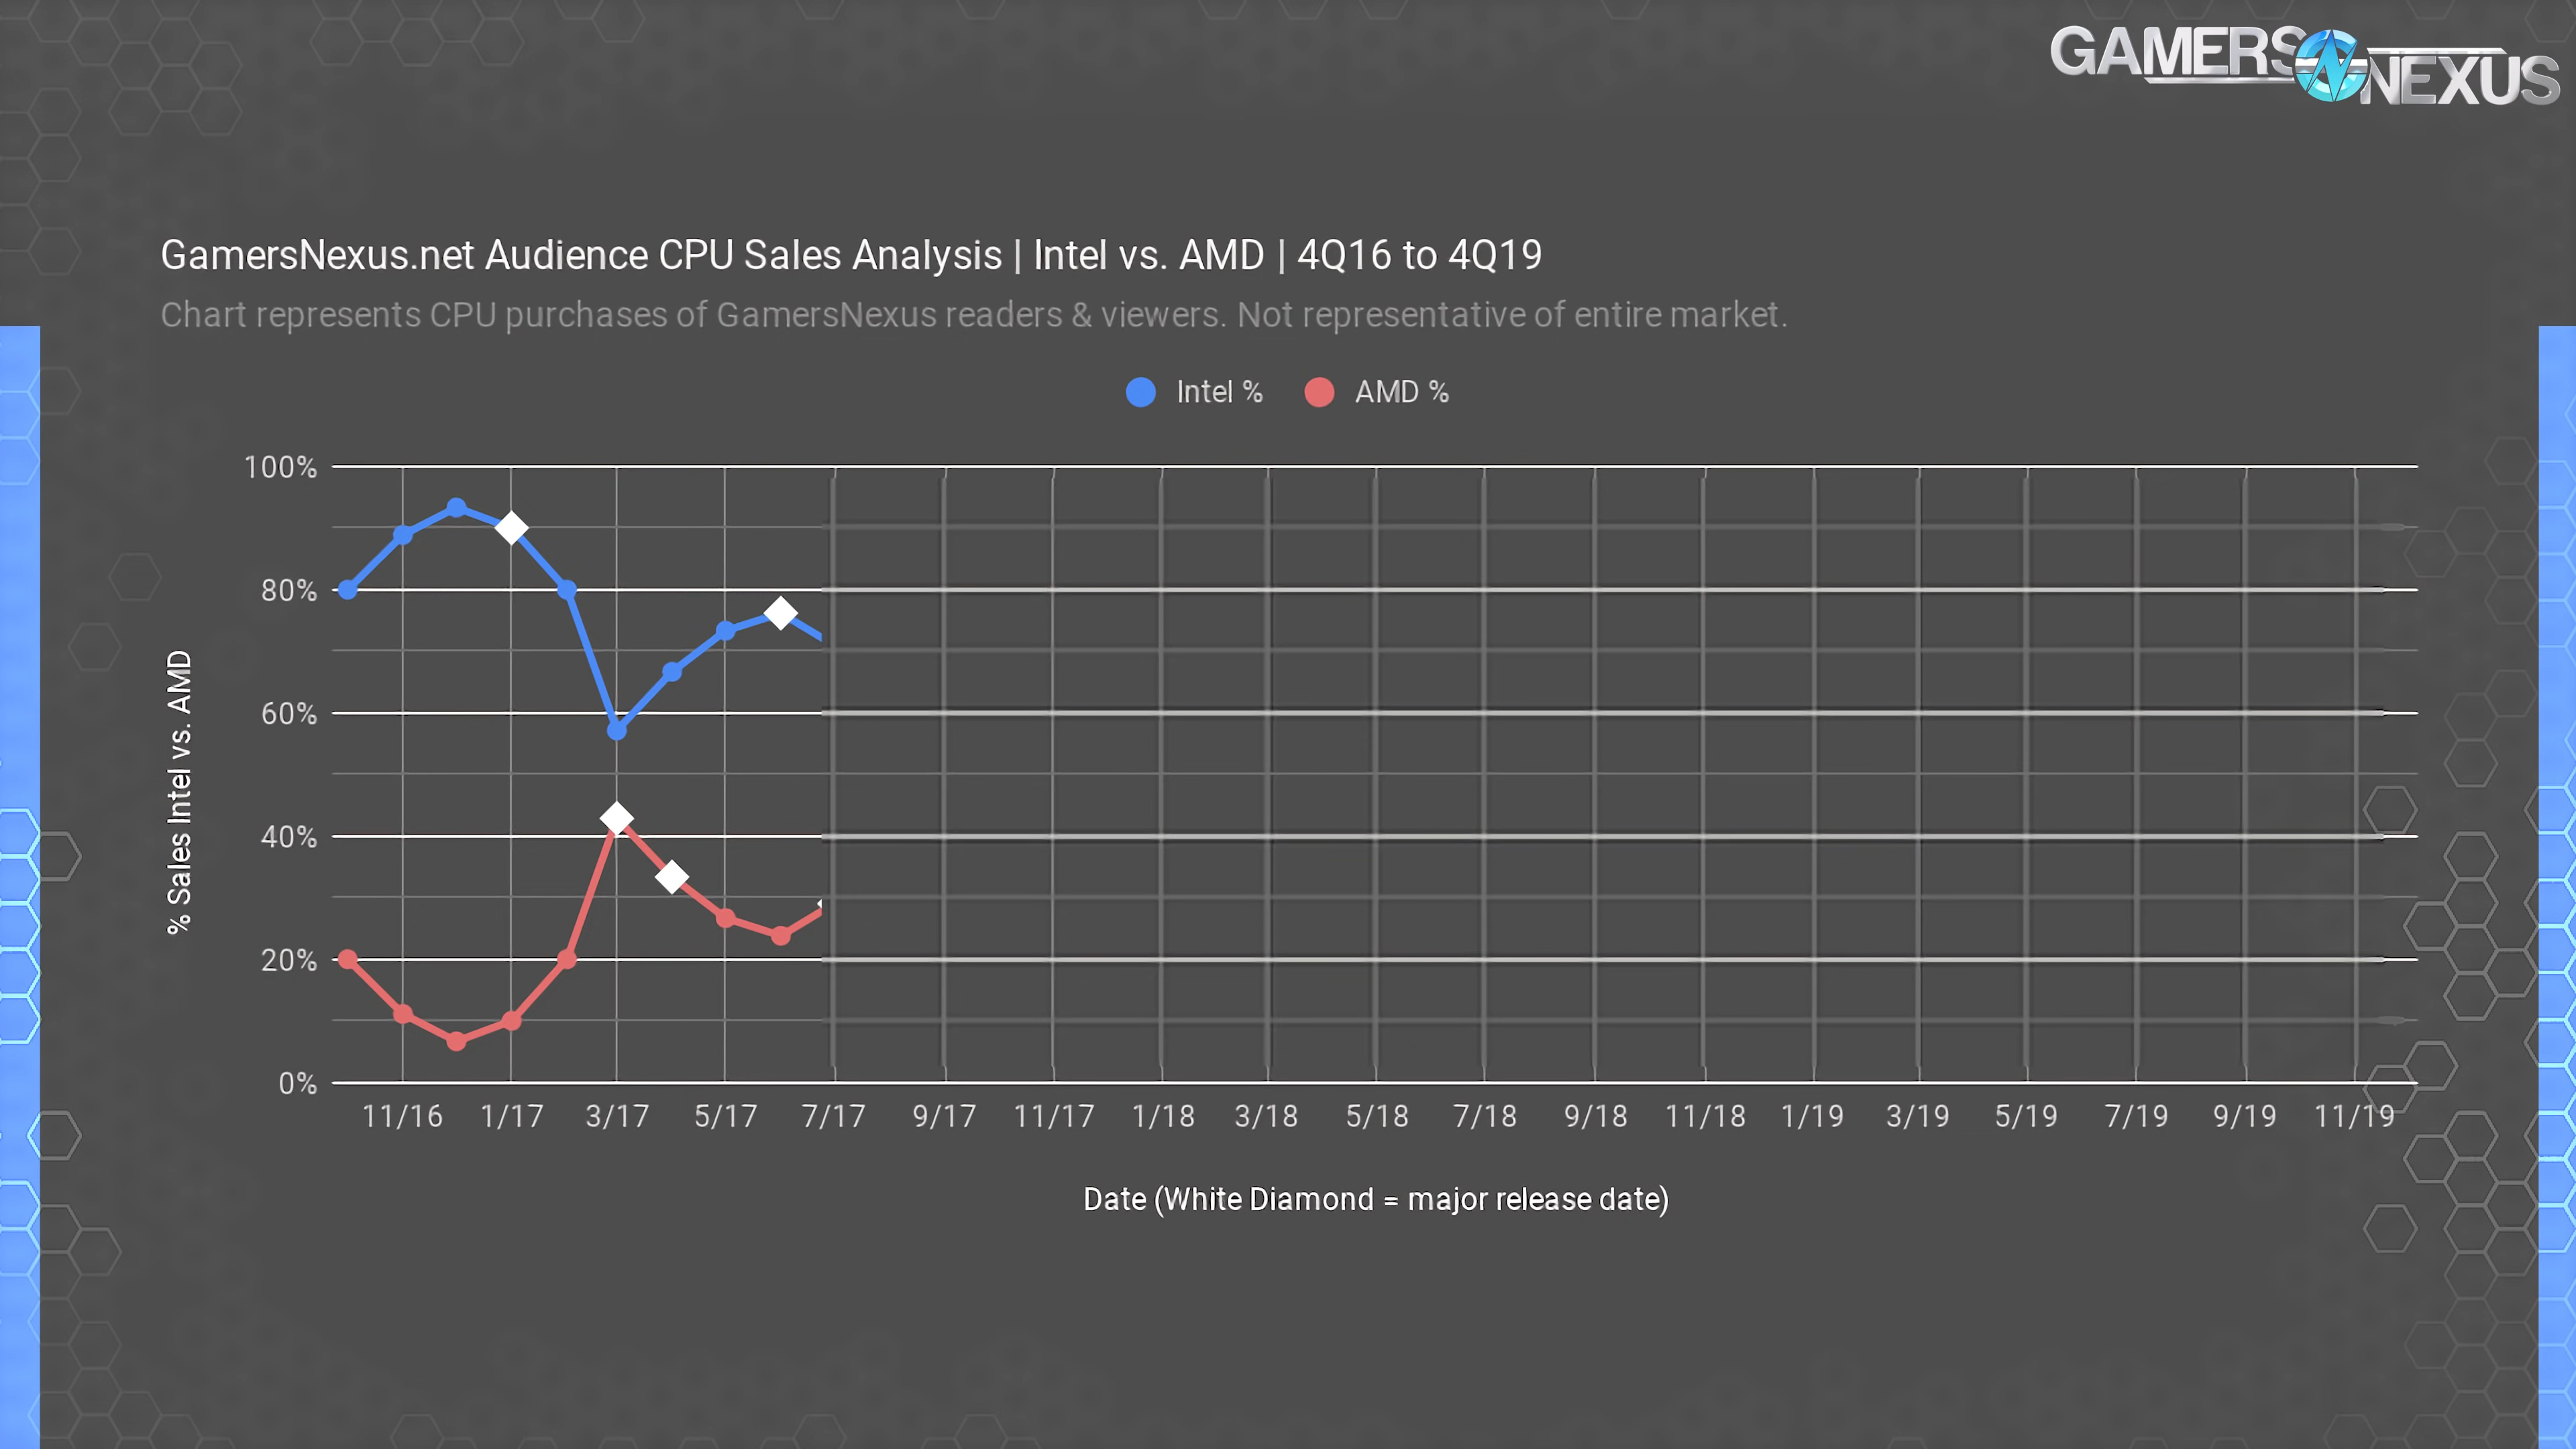 GAMERS NEXUS
GamersNexus.net Audience CPU Sales Analysis | Intel vs. AMD | 4Q16 to 4Q19
Chart represents CPU purchases of GamersNexus readers & viewers. Not representative of entire market.
Intel % AMD %
100%
80%
60%
40%
20%
0%
% Sales Intel vs. AMD
11/16 1/17 3/17 5/17 7/17 9/17 11/17 1/18 3/18 5/18 7/18 9/18 11/18 1/19 3/19 5/19 7/19 9/19 11/19
Date (White Diamond = major release date)